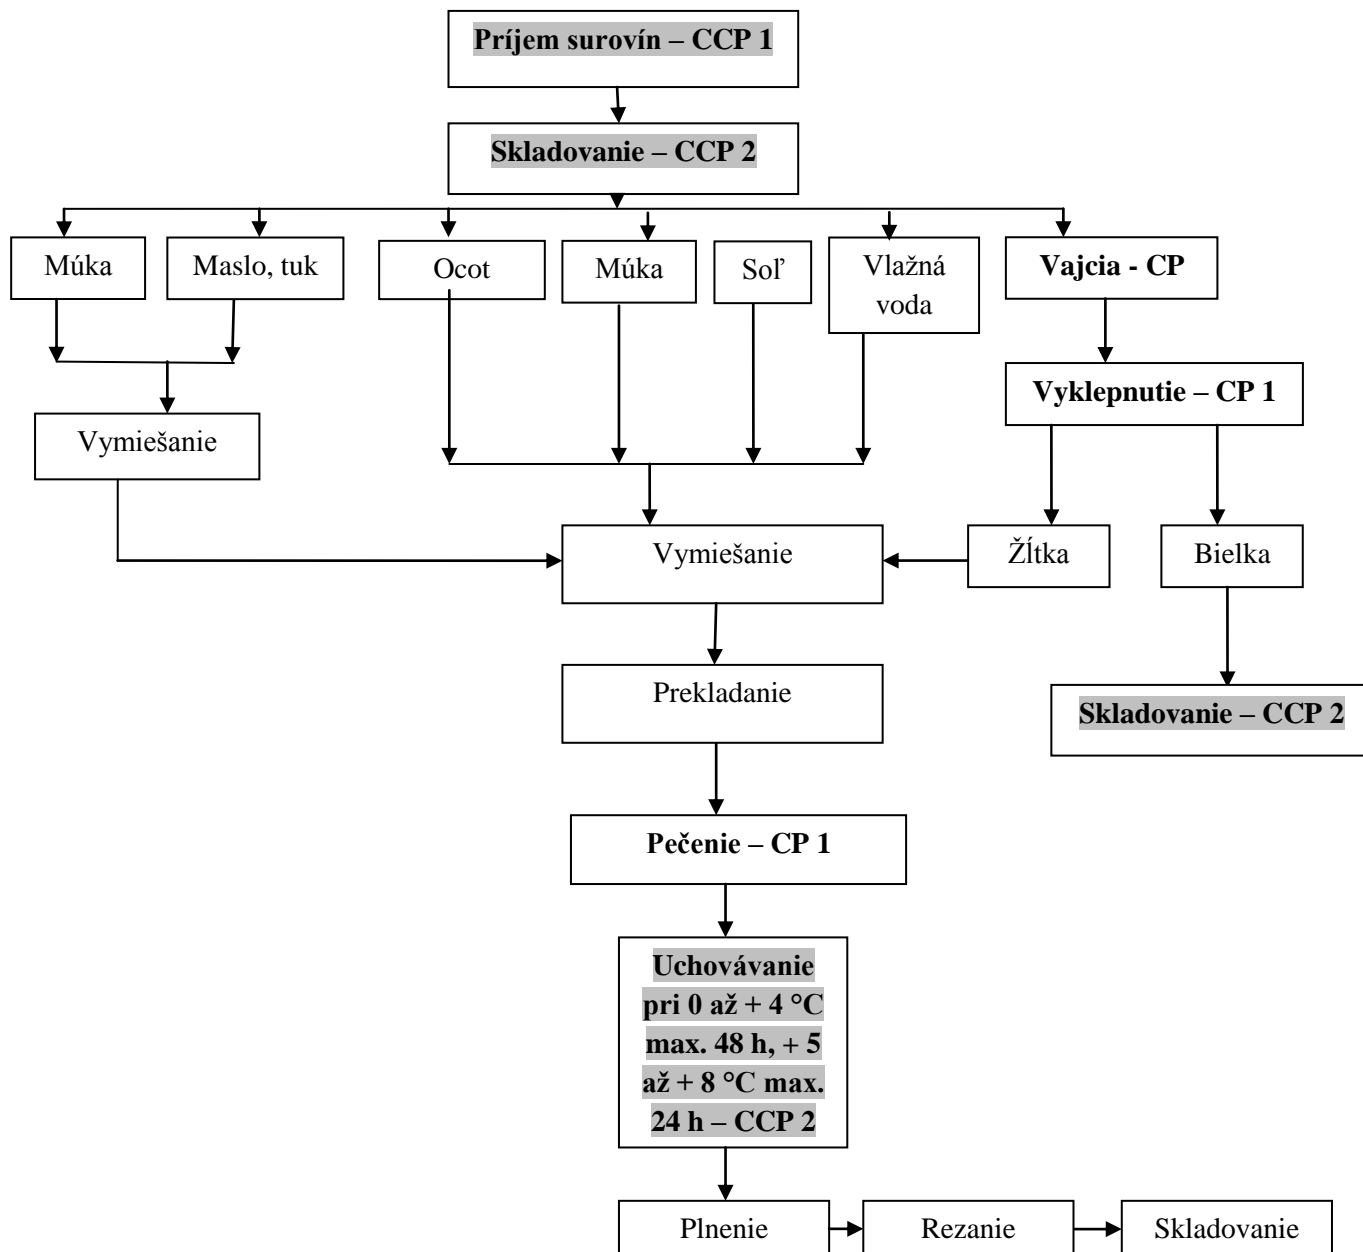 Príjem surovín – CCP 1
Skladovanie – CCP 2
Múka
Maslo, tuk
Ocot
Múka
Soľ
Vlažná
voda
Vajcia - CP
Vyklepnutie – CP 1
Vymiešanie
Vymiešanie
Žĺtka
Bielka
Prekladanie
Skladovanie – CCP 2
Pečenie – CP 1
Uchovávanie
pri 0 až + 4 °C
max. 48 h, + 5
až + 8 °C max.
24 h – CCP 2
Plnenie
Rezanie
Skladovanie